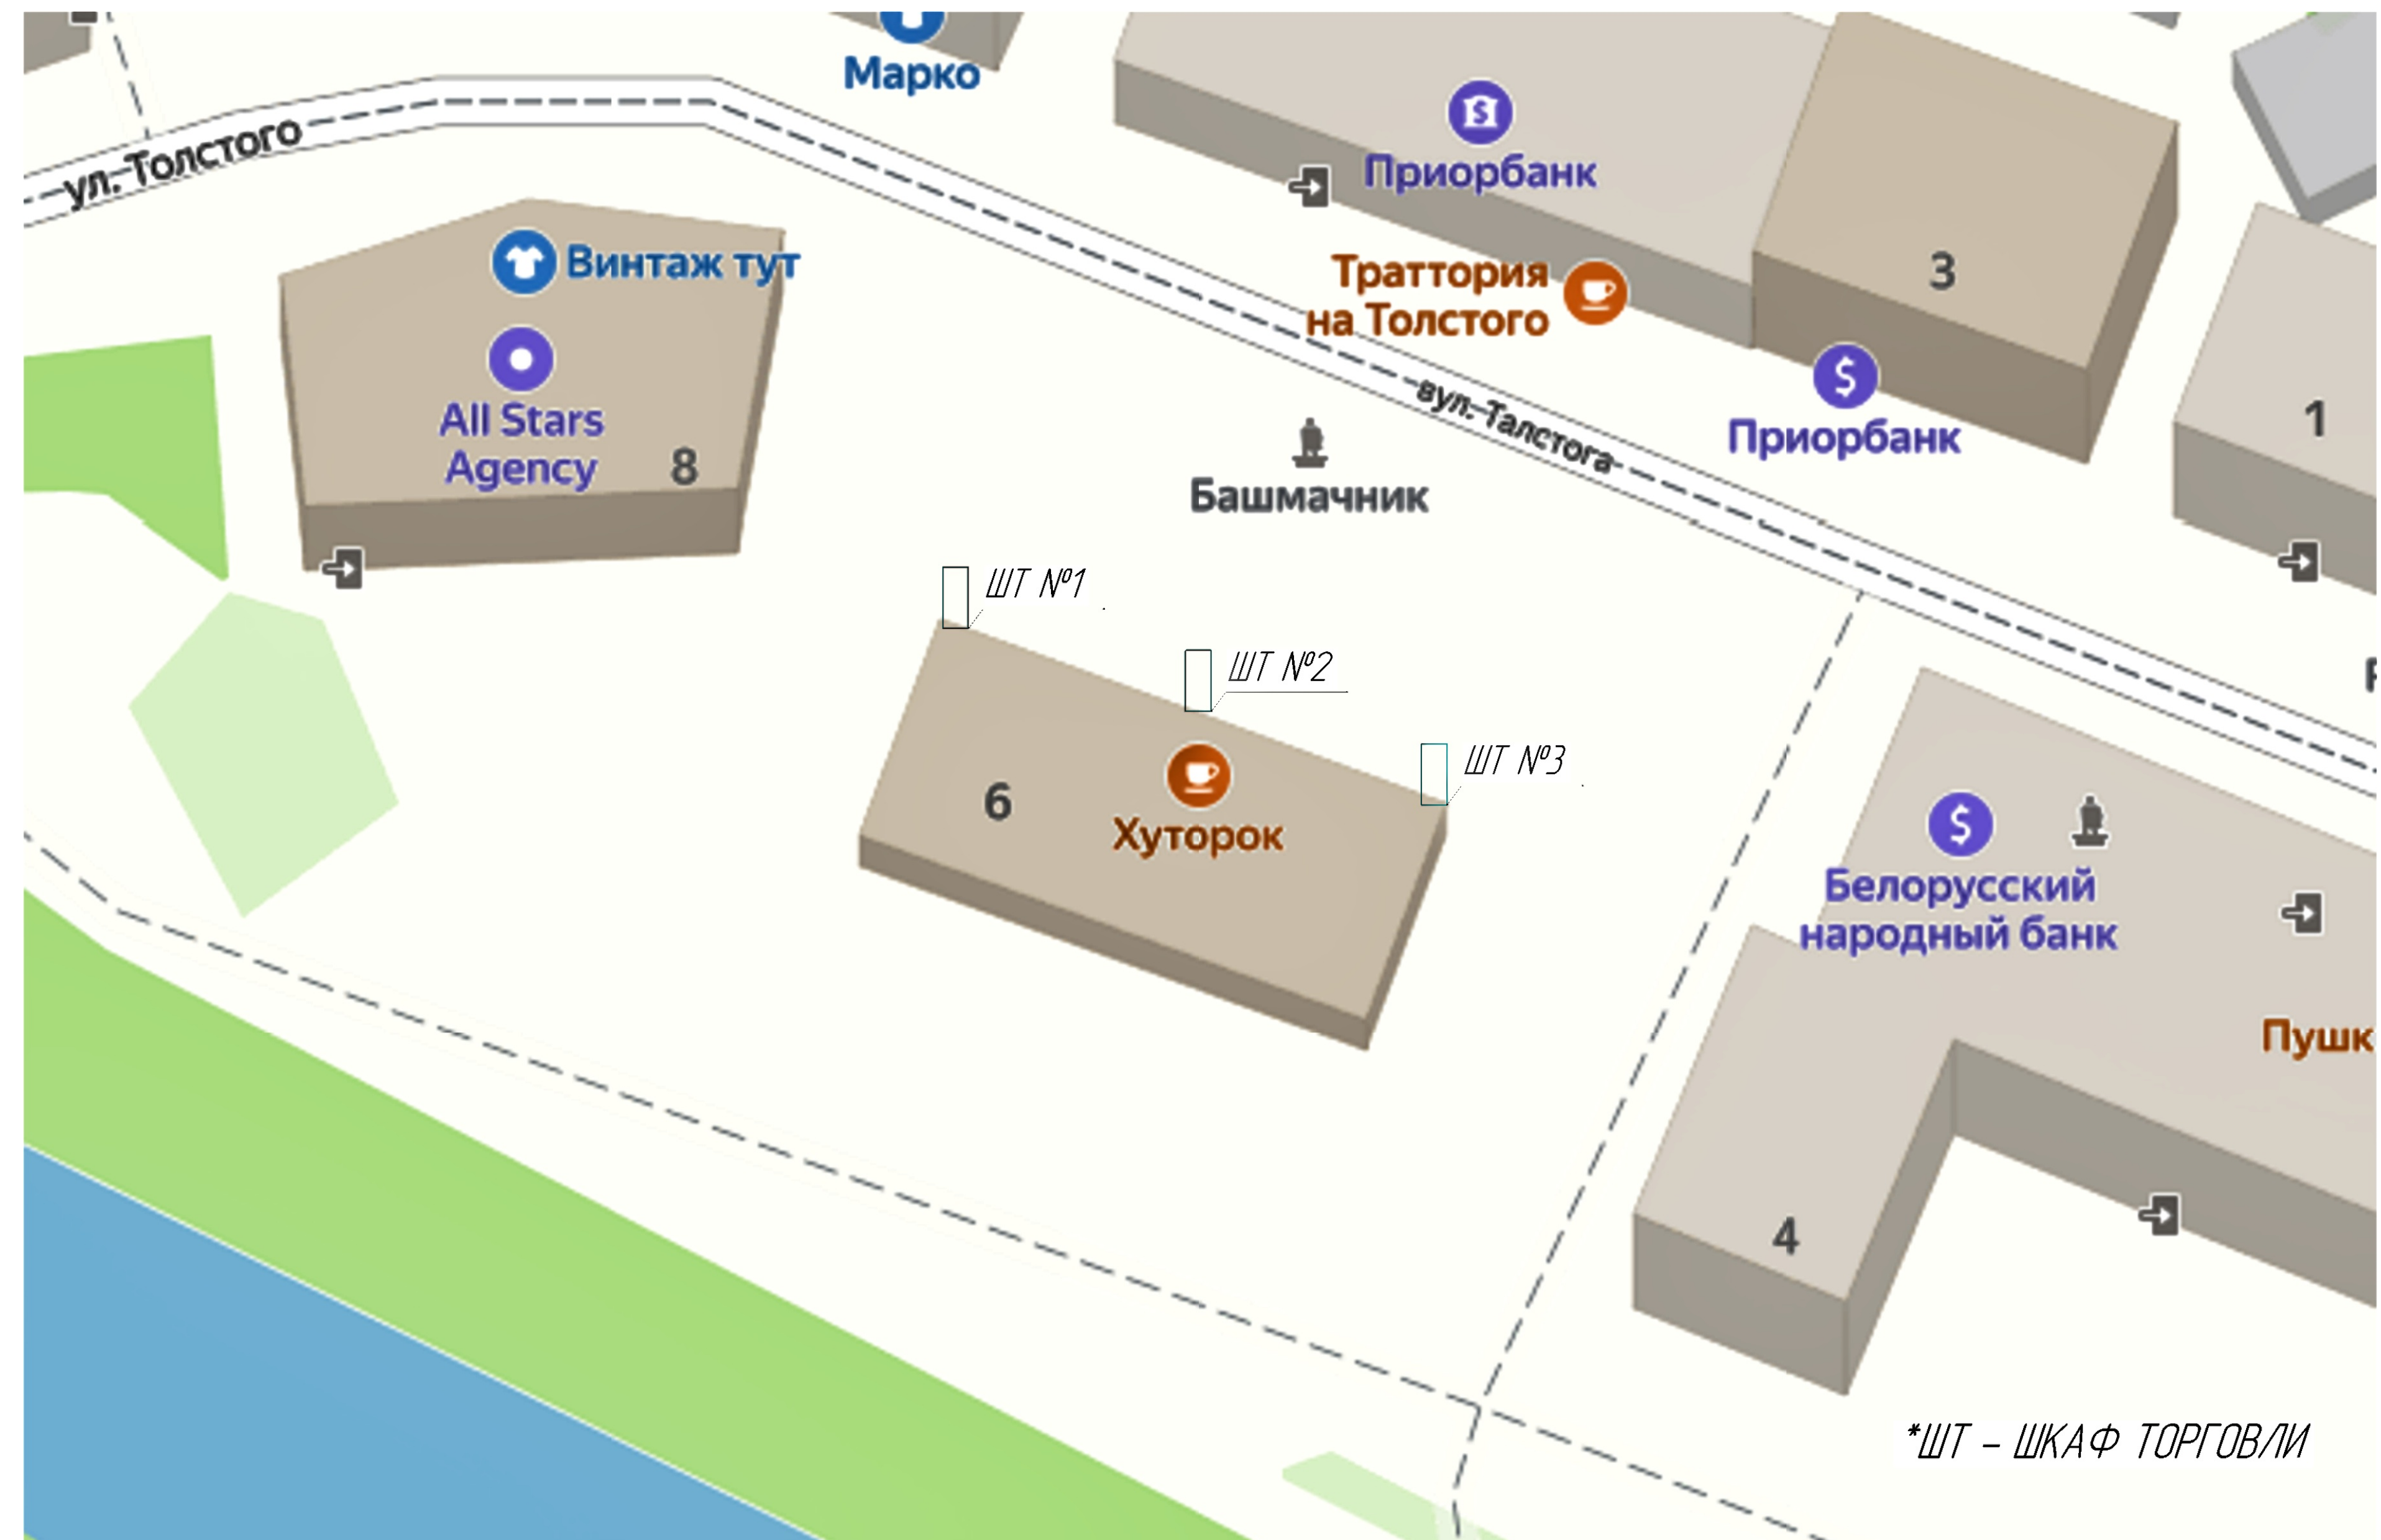 Марко
ул. Толстого
Приорбанк
Винтаж тут
Траттория
на Толстого
3
Приорбанк
вул. Талстога
1
All Stars
Agency
8
Башмачник
ШТ №1
ШТ №2
ШТ №3
6
Хуторок
Белорусский
народный банк
Пушк
4
*ШТ – ШКАФ ТОРГОВЛИ